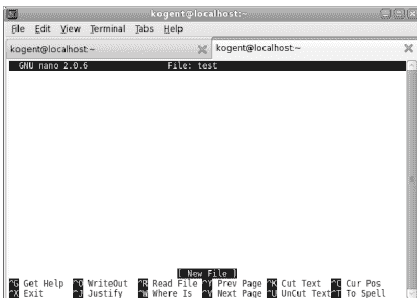 kogent@localhost:~
File Edit View Terminal Tabs Help
kogent@localhost:~ kogent@localhost:~
GNU nano 2.0.6 File: test
[ New File ]
^G Get Help ^O WriteOut ^R Read File ^Y Prev Page ^K Cut Text ^C Cur Pos
^X Exit ^J Justify ^W Where Is ^V Next Page ^U UnCut Text ^T To Spell